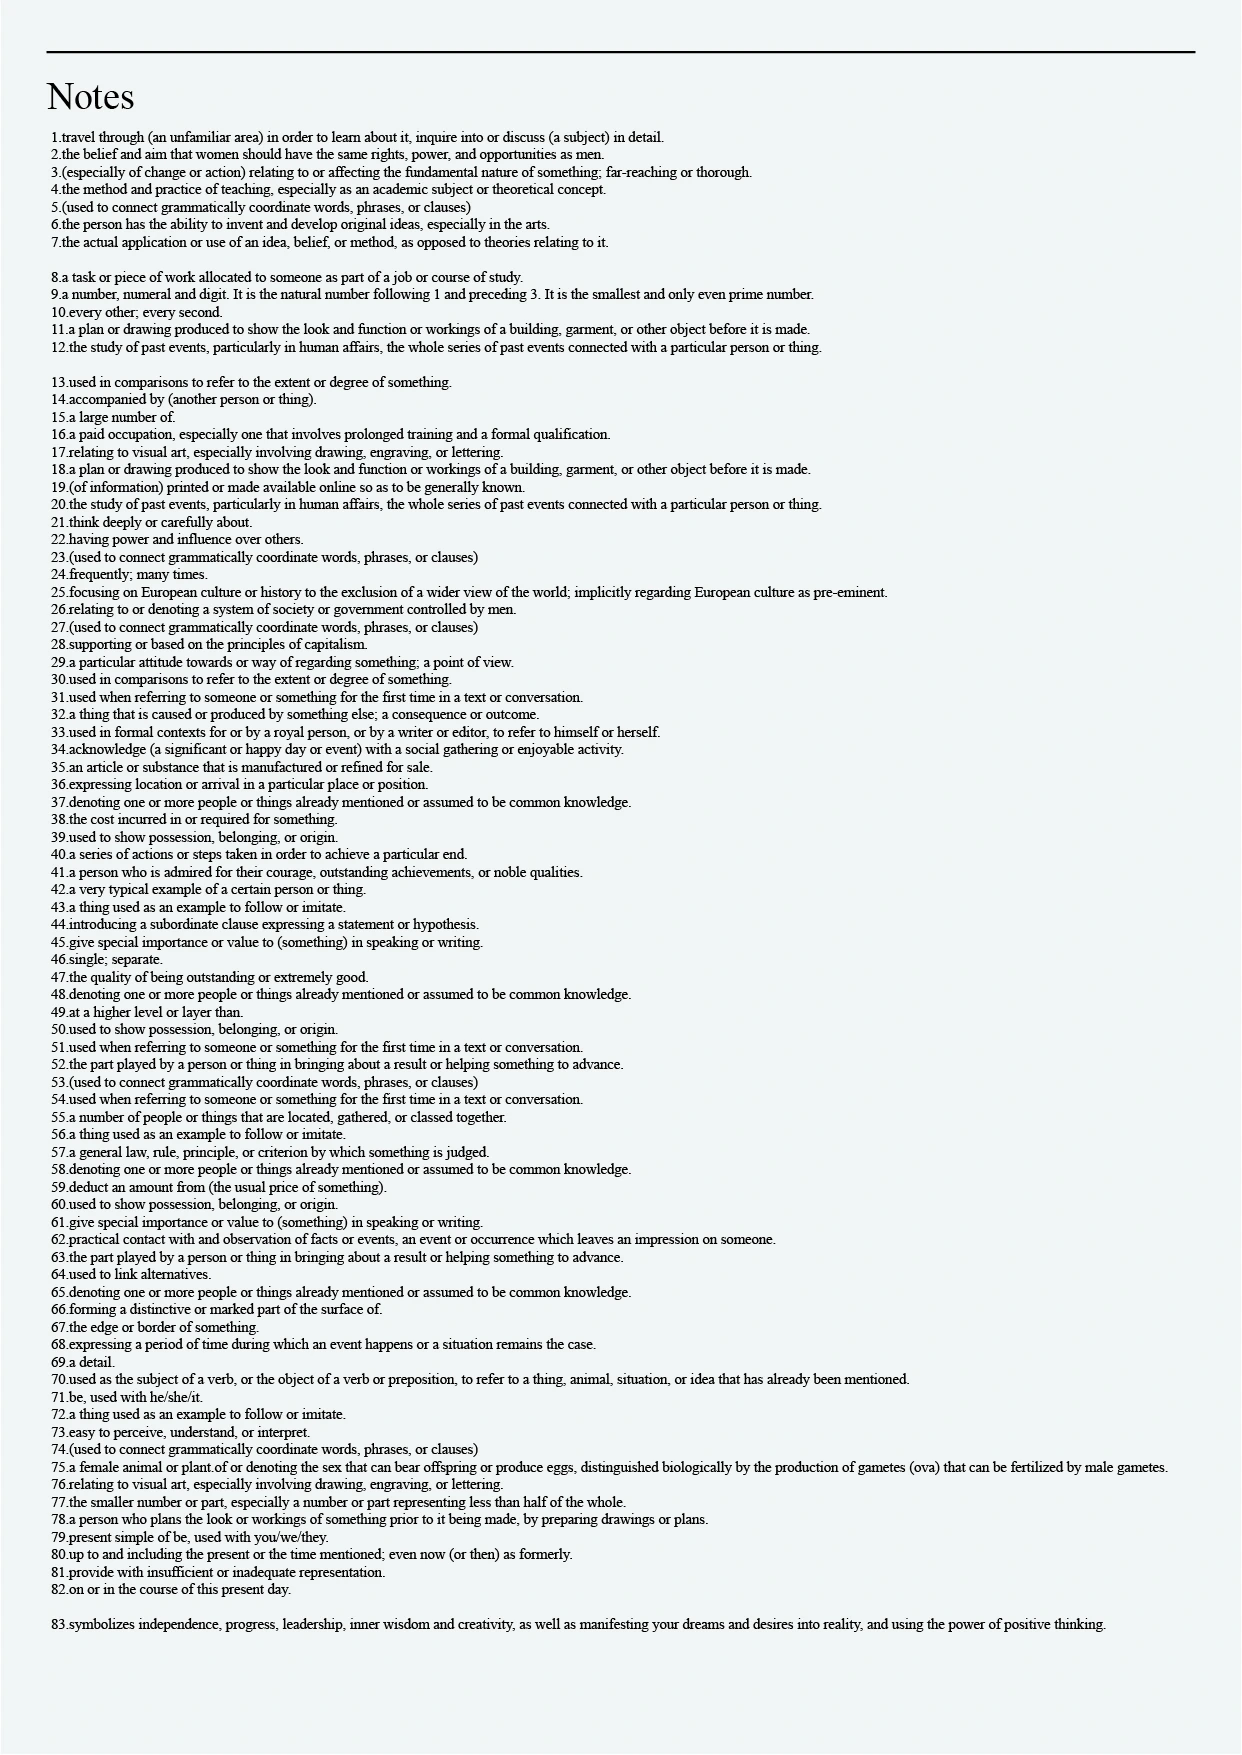 Notes
1.travel through (an unfamiliar area) in order to learn about it, inquire into or discuss (a subject) in detail.
2.the belief and aim that women should have the same rights, power, and opportunities as men.
3.(especially of change or action) relating to or affecting the fundamental nature of something; far-reaching or thorough.
4.the method and practice of teaching, especially as an academic subject or theoretical concept.
5.(used to connect grammatically coordinate words, phrases, or clauses)
6.the person has the ability to invent and develop original ideas, especially in the arts.
7.the actual application or use of an idea, belief, or method, as opposed to theories relating to it.
8.a task or piece of work allocated to someone as part of a job or course of study.
9.a number, numeral and digit. It is the natural number following 1 and preceding 3. It is the smallest and only even prime number.
10.every other; every second.
11.a plan or drawing produced to show the look and function or workings of a building, garment, or other object before it is made.
12.the study of past events, particularly in human affairs, the whole series of past events connected with a particular person or thing.
13.used in comparisons to refer to the extent or degree of something.
14.accompanied by (another person or thing).
15.a large number of.
16.a paid occupation, especially one that involves prolonged training and a formal qualification.
17.relating to visual art, especially involving drawing, engraving, or lettering.
18.a plan or drawing produced to show the look and function or workings of a building, garment, or other object before it is made.
19.(of information) printed or made available online so as to be generally known.
20.the study of past events, particularly in human affairs, the whole series of past events connected with a particular person or thing.
21.think deeply or carefully about.
22.having power and influence over others.
23.(used to connect grammatically coordinate words, phrases, or clauses)
24.frequently; many times.
25.focusing on European culture or history to the exclusion of a wider view of the world; implicitly regarding European culture as pre-eminent.
26.relating to or denoting a system of society or government controlled by men.
27.(used to connect grammatically coordinate words, phrases, or clauses)
28.supporting or based on the principles of capitalism.
29.a particular attitude towards or way of regarding something; a point of view.
30.used in comparisons to refer to the extent or degree of something.
31.used when referring to someone or something for the first time in a text or conversation.
32.a thing that is caused or produced by something else; a consequence or outcome.
33.used in formal contexts for or by a royal person, or by a writer or editor, to refer to himself or herself.
34.acknowledge (a significant or happy day or event) with a social gathering or enjoyable activity.
35.an article or substance that is manufactured or refined for sale.
36.expressing location or arrival in a particular place or position.
37.denoting one or more people or things already mentioned or assumed to be common knowledge.
38.the cost incurred in or required for something.
39.used to show possession, belonging, or origin.
40.a series of actions or steps taken in order to achieve a particular end.
41.a person who is admired for their courage, outstanding achievements, or noble qualities.
42.a very typical example of a certain person or thing.
43.a thing used as an example to follow or imitate.
44.introducing a subordinate clause expressing a statement or hypothesis.
45.give special importance or value to (something) in speaking or writing.
46.single; separate.
47.the quality of being outstanding or extremely good.
48.denoting one or more people or things already mentioned or assumed to be common knowledge.
49.at a higher level or layer than.
50.used to show possession, belonging, or origin.
51.used when referring to someone or something for the first time in a text or conversation.
52.the part played by a person or thing in bringing about a result or helping something to advance.
53.(used to connect grammatically coordinate words, phrases, or clauses)
54.used when referring to someone or something for the first time in a text or conversation.
55.a number of people or things that are located, gathered, or classed together.
56.a thing used as an example to follow or imitate.
57.a general law, rule, principle, or criterion by which something is judged.
58.denoting one or more people or things already mentioned or assumed to be common knowledge.
59.deduct an amount from (the usual price of something).
60.used to show possession, belonging, or origin.
61.give special importance or value to (something) in speaking or writing.
62.practical contact with and observation of facts or events, an event or occurrence which leaves an impression on someone.
63.the part played by a person or thing in bringing about a result or helping something to advance.
64.used to link alternatives.
65.denoting one or more people or things already mentioned or assumed to be common knowledge.
66.forming a distinctive or marked part of the surface of.
67.the edge or border of something.
68.expressing a period of time during which an event happens or a situation remains the case.
69.a detail.
70.used as the subject of a verb, or the object of a verb or preposition, to refer to a thing, animal, situation, or idea that has already been mentioned.
71.be, used with he/she/it.
72.a thing used as an example to follow or imitate.
73.easy to perceive, understand, or interpret.
74.(used to connect grammatically coordinate words, phrases, or clauses)
75.a female animal or plant.of or denoting the sex that can bear offspring or produce eggs, distinguished biologically by the production of gametes (ova) that can be fertilized by male gametes.
76.relating to visual art, especially involving drawing, engraving, or lettering.
77.the smaller number or part, especially a number or part representing less than half of the whole.
78.a person who plans the look or workings of something prior to it being made, by preparing drawings or plans.
79.present simple of be, used with you/we/they.
80.up to and including the present or the time mentioned; even now (or then) as formerly.
81.provide with insufficient or inadequate representation.
82.on or in the course of this present day.
83.symbolizes independence, progress, leadership, inner wisdom and creativity, as well as manifesting your dreams and desires into reality, and using the power of positive thinking.